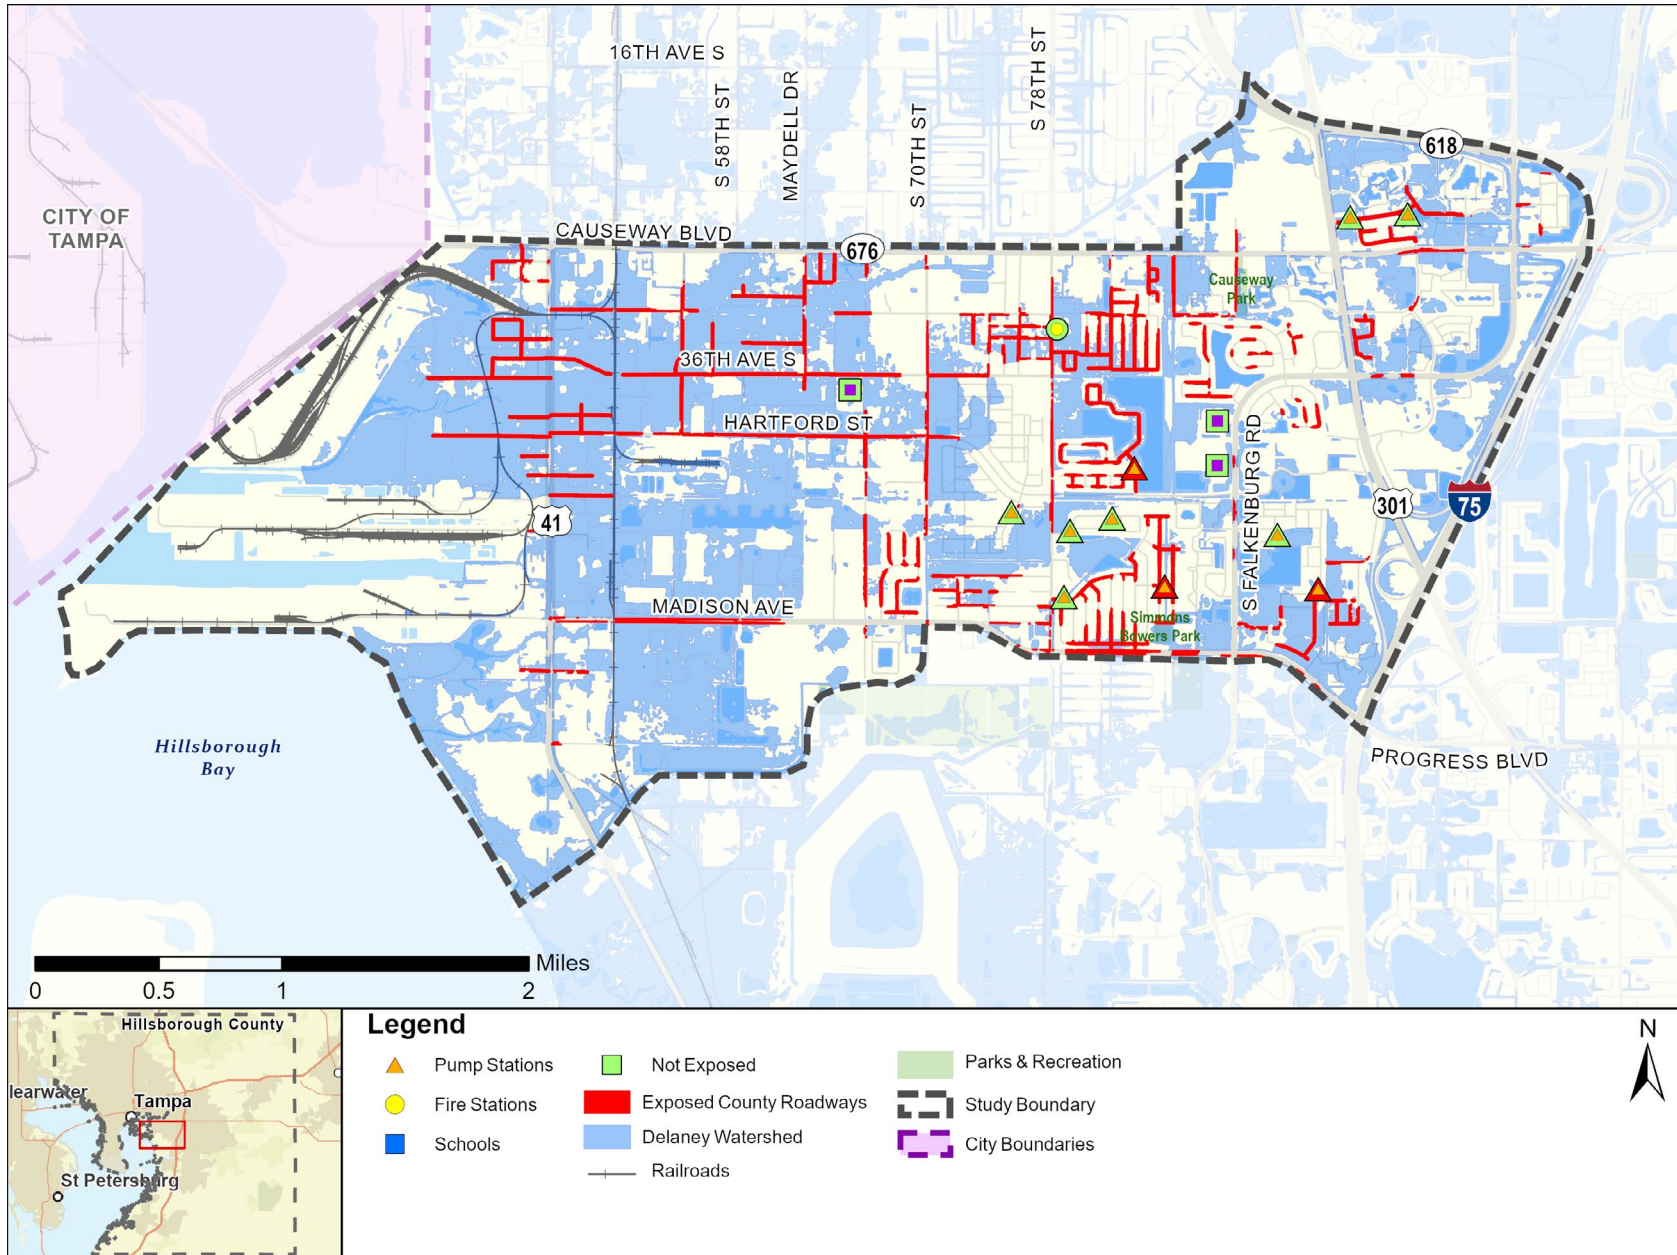 16TH AVE S
S 58TH ST
MAYDELL DR
S 70TH ST
S 78TH ST
618
CITY OF
TAMPA
CAUSEWAY BLVD
676
Causeway
Park
36TH AVE S
HARTFORD ST
S FALKENBURG RD
41
301
75
MADISON AVE
Simmons
Bowers Park
Hillsborough
Bay
PROGRESS BLVD
Miles
0 0.5 1 2
Hillsborough County
learwater
Tampa
St Petersburg
Legend
Pump Stations
Fire Stations
Schools
Not Exposed
Exposed County Roadways
Delaney Watershed
Railroads
Parks & Recreation
Study Boundary
City Boundaries
N